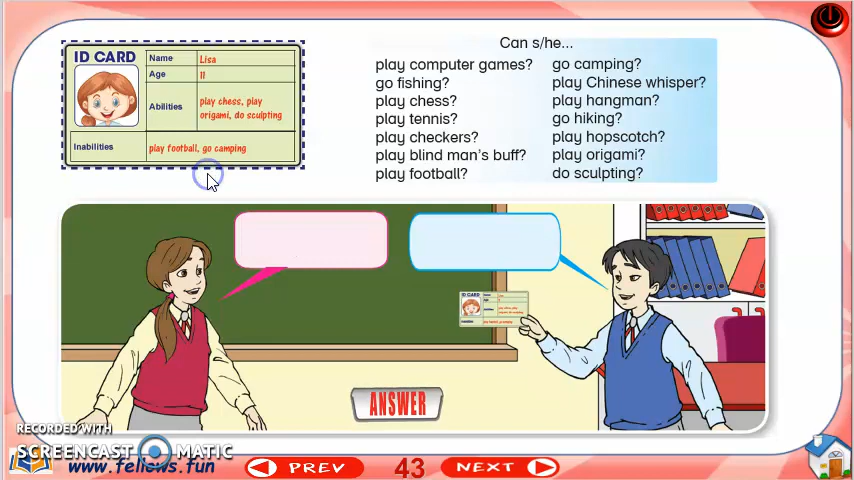 ID CARD
Name Lisa
Age 11
Abilities play chess, play
origami, do sculpting
Inabilities play football, go camping
Can s/he...
play computer games?
go fishing?
play chess?
play tennis?
play checkers?
play blind man's buff?
play football?
go camping?
play Chinese whisper?
play hangman?
go hiking?
play hopscotch?
play origami?
do sculpting?
ID CARD
ANSWER
RECORDED WITH
SCREENCAST MATIC
www.fellows.fun
PREV
43
NEXT